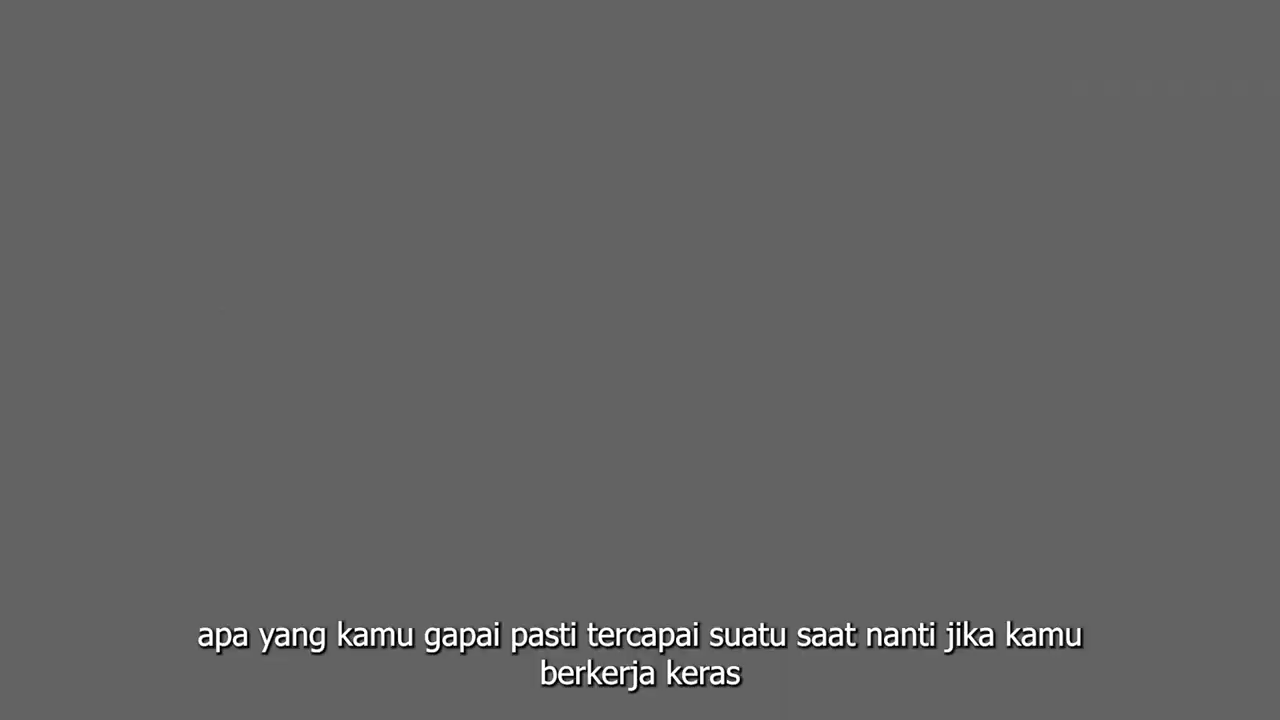 apa yang kamu gapai pasti tercapai suatu saat nanti jika kamu
berkerja keras